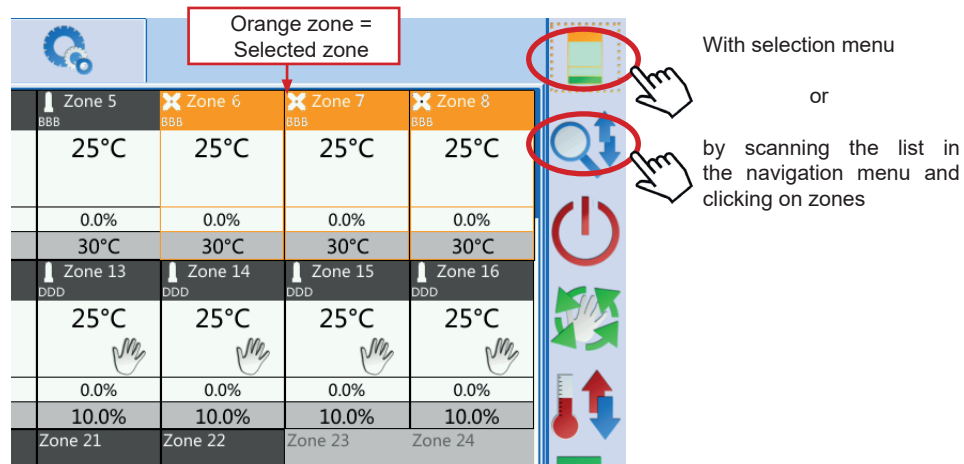 Orange zone =
Selected zone
With selection menu
or
by scanning the list in
the navigation menu and
clicking on zones
Zone 5 Zone 6 Zone 7 Zone 8
BBB BBB BBB BBB
25°C 25°C 25°C 25°C
0.0% 0.0% 0.0% 0.0%
30°C 30°C 30°C 30°C
Zone 13 Zone 14 Zone 15 Zone 16
DDD DDD DDD DDD
25°C 25°C 25°C 25°C
0.0% 0.0% 0.0% 0.0%
10.0% 10.0% 10.0% 10.0%
Zone 21 Zone 22 Zone 23 Zone 24